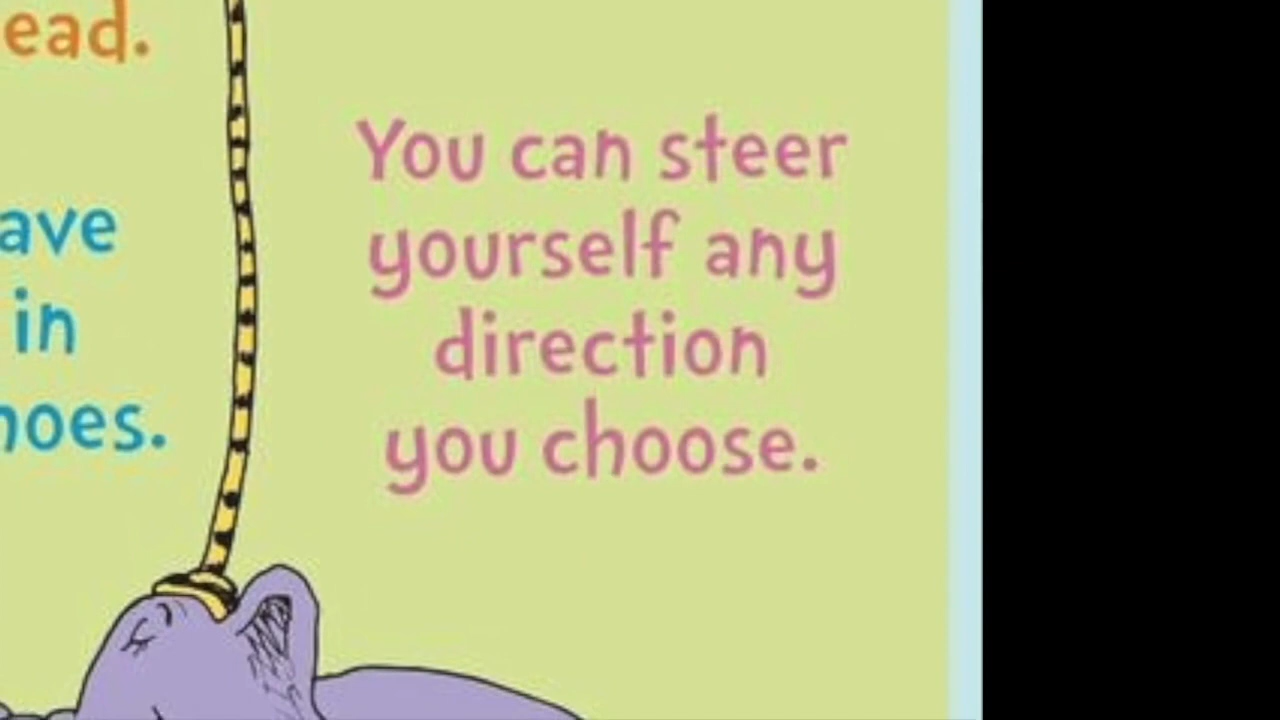 ead.
ave
in
hoes.
You can steer
yourself any
direction
you choose.